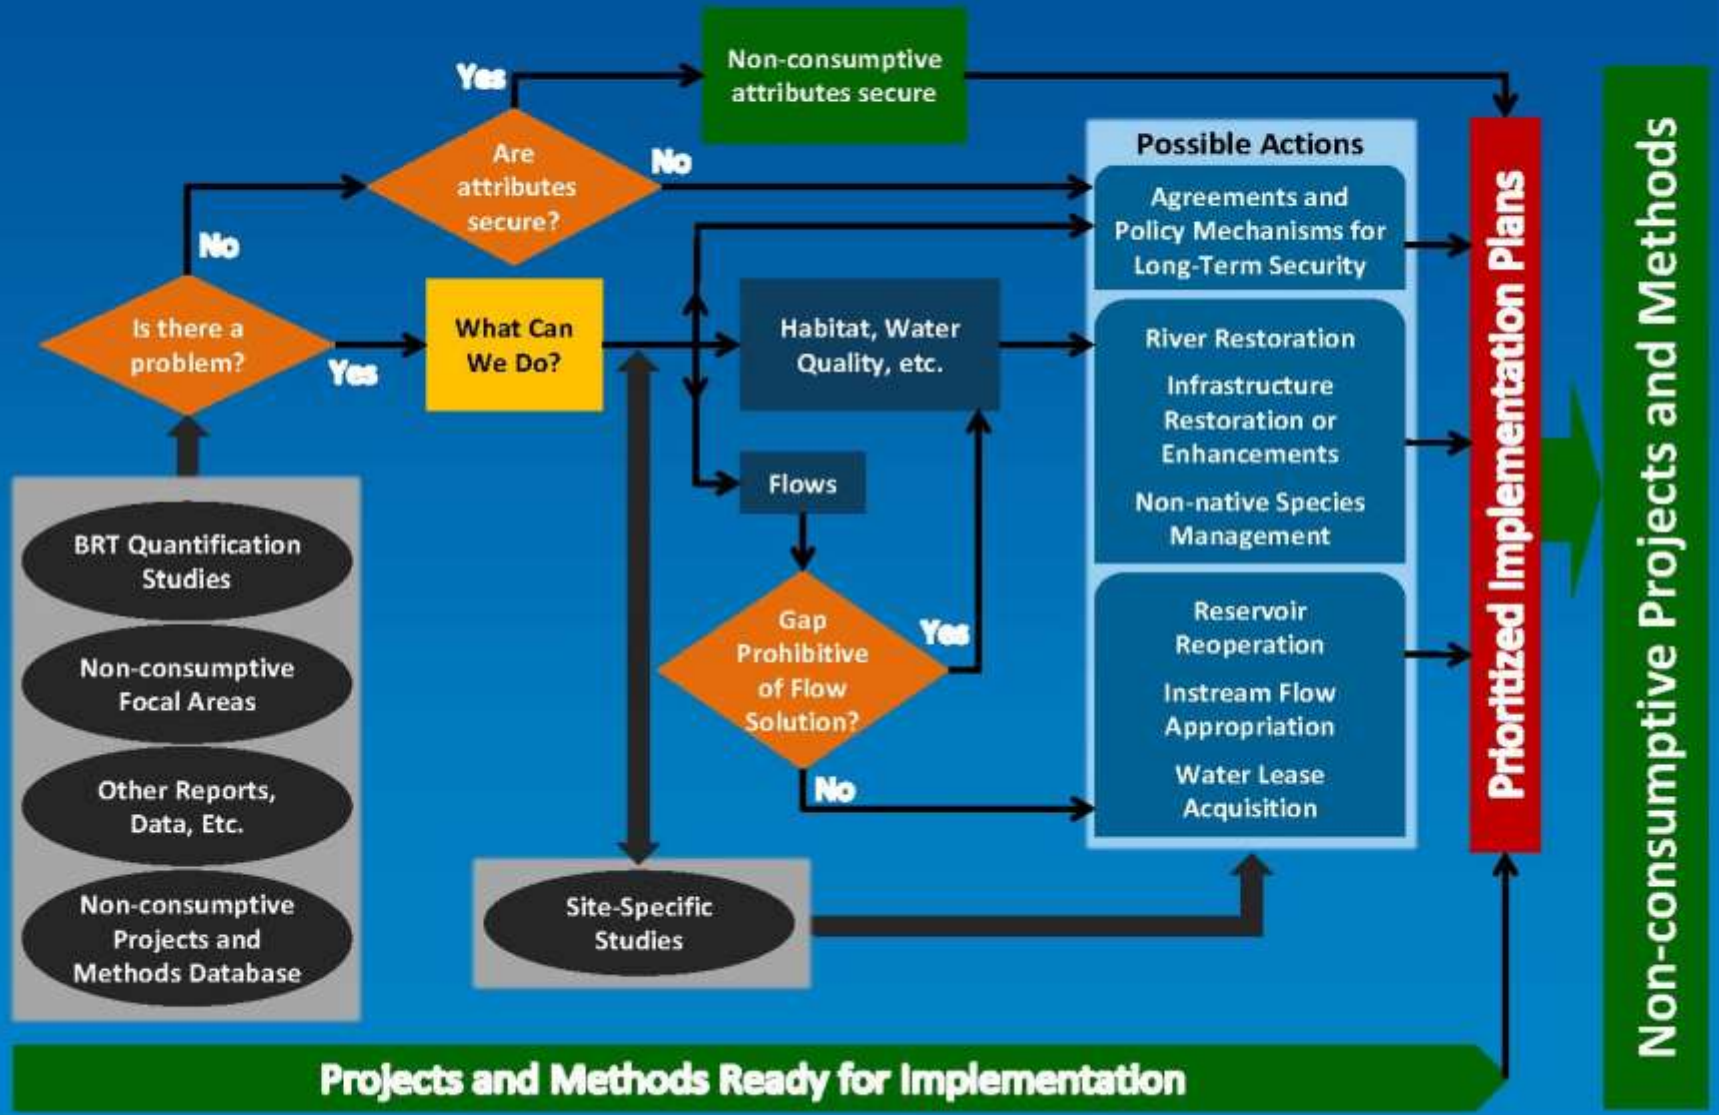 Yes
Non-consumptive
attributes secure
Are
attributes
secure?
No
No
Is there a
problem?
Yes
What Can
We Do?
Habitat, Water
Quality, etc.
Flows
Gap
Prohibitive
of Flow
Solution?
Yes
No
BRT Quantification
Studies
Non-consumptive
Focal Areas
Other Reports,
Data, Etc.
Non-consumptive
Projects and
Methods Database
Site-Specific
Studies
Possible Actions
Agreements and
Policy Mechanisms for
Long-Term Security
River Restoration
Infrastructure
Restoration or
Enhancements
Non-native Species
Management
Reservoir
Reoperation
Instream Flow
Appropriation
Water Lease
Acquisition
Prioritized Implementation Plans
Non-consumptive Projects and Methods
Projects and Methods Ready for Implementation